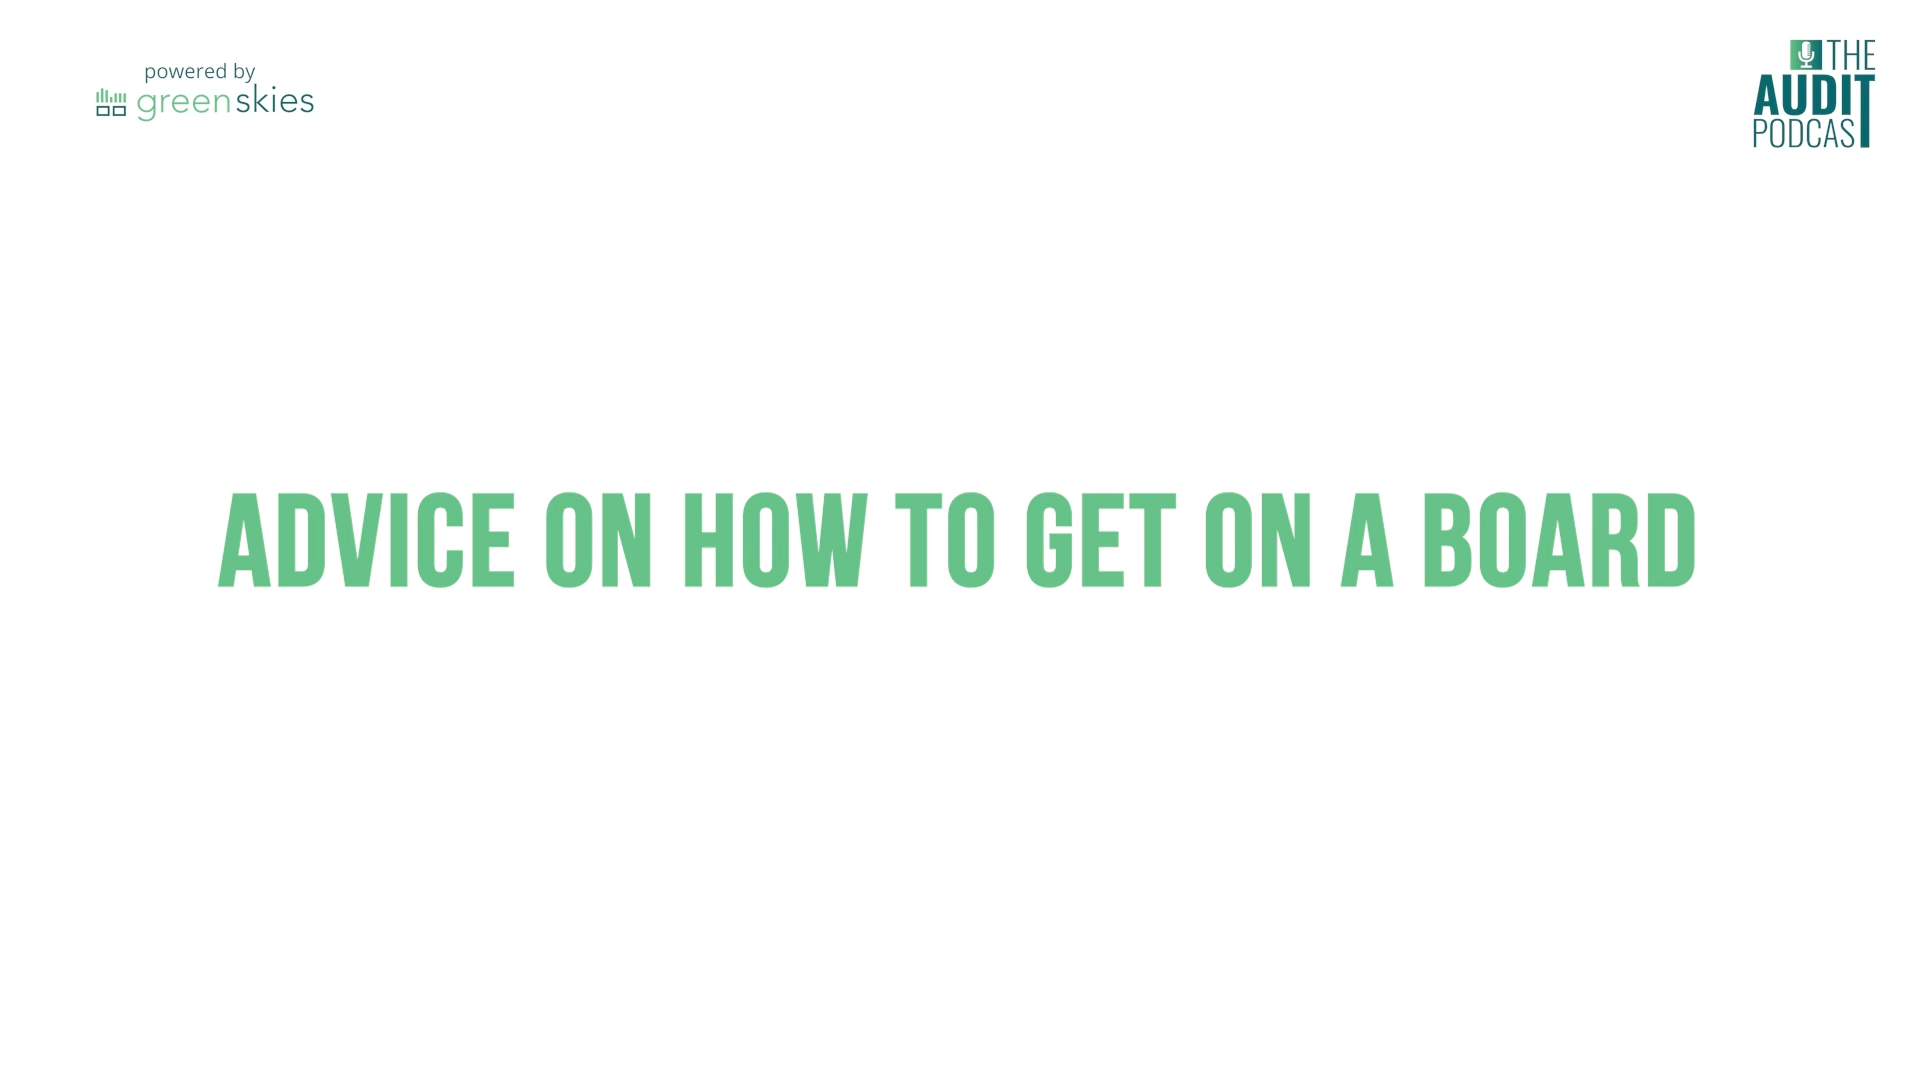 powered by
greenskies
THE
AUDIT
PODCAST
ADVICE ON HOW TO GET ON A BOARD